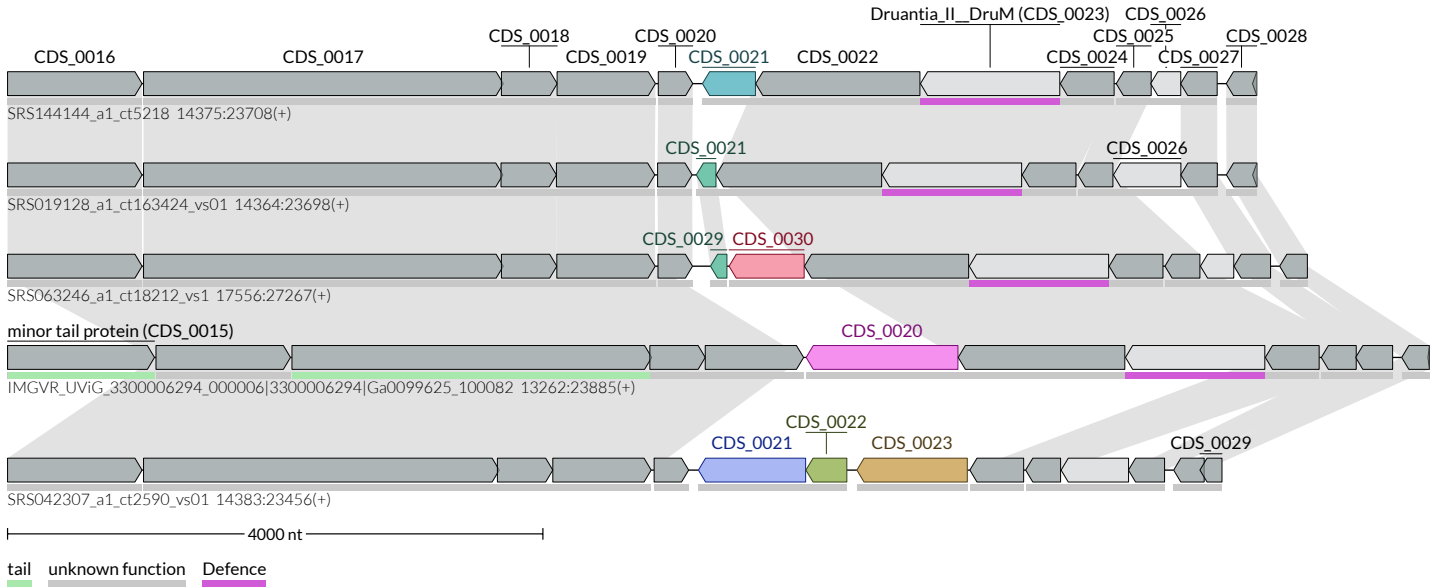 Druantia_II__DruM (CDS_0023) CDS_0026
CDS_0018 CDS_0020 CDS_0025 CDS_0028
CDS_0016 CDS_0017 CDS_0019 CDS_0021 CDS_0022 CDS_0024 CDS_0027
SRS144144_a1_ct5218 14375:23708(+)
CDS_0021 CDS_0026
SRS019128_a1_ct163424_vs01 14364:23698(+)
CDS_0029 CDS_0030
SRS063246_a1_ct18212_vs1 17556:27267(+)
minor tail protein (CDS_0015) CDS_0020
IMGVR_UViG_3300006294_000006|3300006294|Ga0099625_100082 13262:23885(+)
CDS_0022
CDS_0021 CDS_0023 CDS_0029
SRS042307_a1_ct2590_vs01 14383:23456(+)
4000 nt
tail unknown function Defence